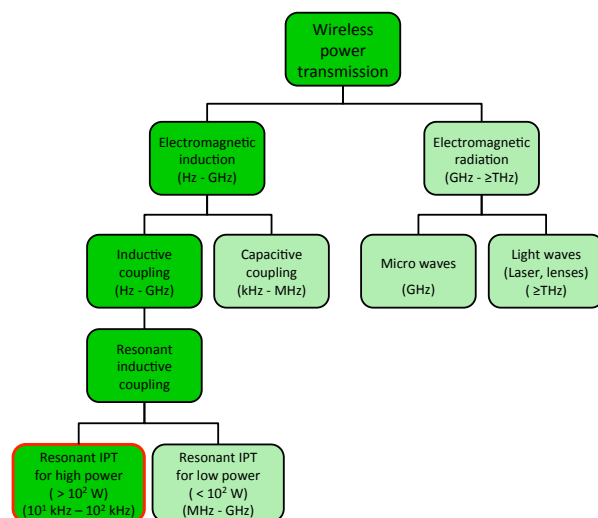 Wireless
power
transmission
Electromagnetic
induction
(Hz - GHz)
Electromagnetic
radiation
(GHz - ≥THz)
Inductive
coupling
(Hz - GHz)
Capacitive
coupling
(kHz - MHz)
Micro waves
(GHz)
Light waves
(Laser, lenses)
( ≥THz)
Resonant
inductive
coupling
Resonant IPT
for high power
( > 10² W)
(10¹ kHz – 10² kHz)
Resonant IPT
for low power
( < 10² W)
(MHz - GHz)